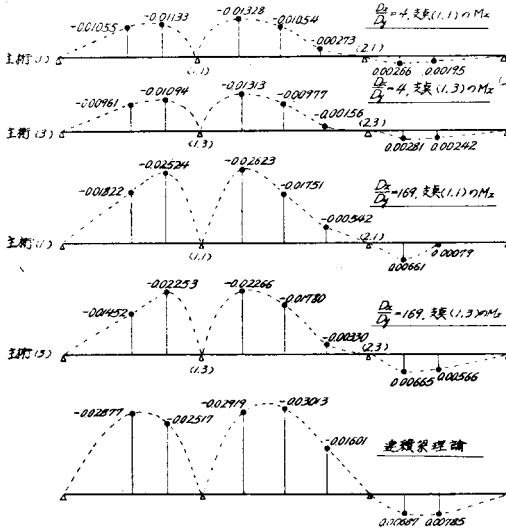 -0.01055 -0.01133 -0.01328 -0.01054 -0.00273 Dx/Dy=4, 支奌(1.1)のMx
主桁(1) (1.1) (2.1) 0.00266 0.00195
-0.00961 -0.01094 -0.01313 -0.00977 -0.00156 Dx/Dy=4, 支奌(1.3)のMx
主桁(3) (1.3) (2.3) 0.00281 0.00242
-0.01822 -0.02524 -0.02623 -0.01751 -0.00542 Dx/Dy=169, 支奌(1.1)のMx
主桁(1) (1.1) (2.1) 0.00661 0.0079
-0.01452 -0.02253 -0.02266 -0.01780 -0.00330 Dx/Dy=169, 支奌(1.3)のMx
主桁(3) (1.3) (2.3) 0.00665 0.00566
-0.02877 -0.02517 -0.02919 -0.03013 -0.01601 連續梁理論
0.00687 0.00785